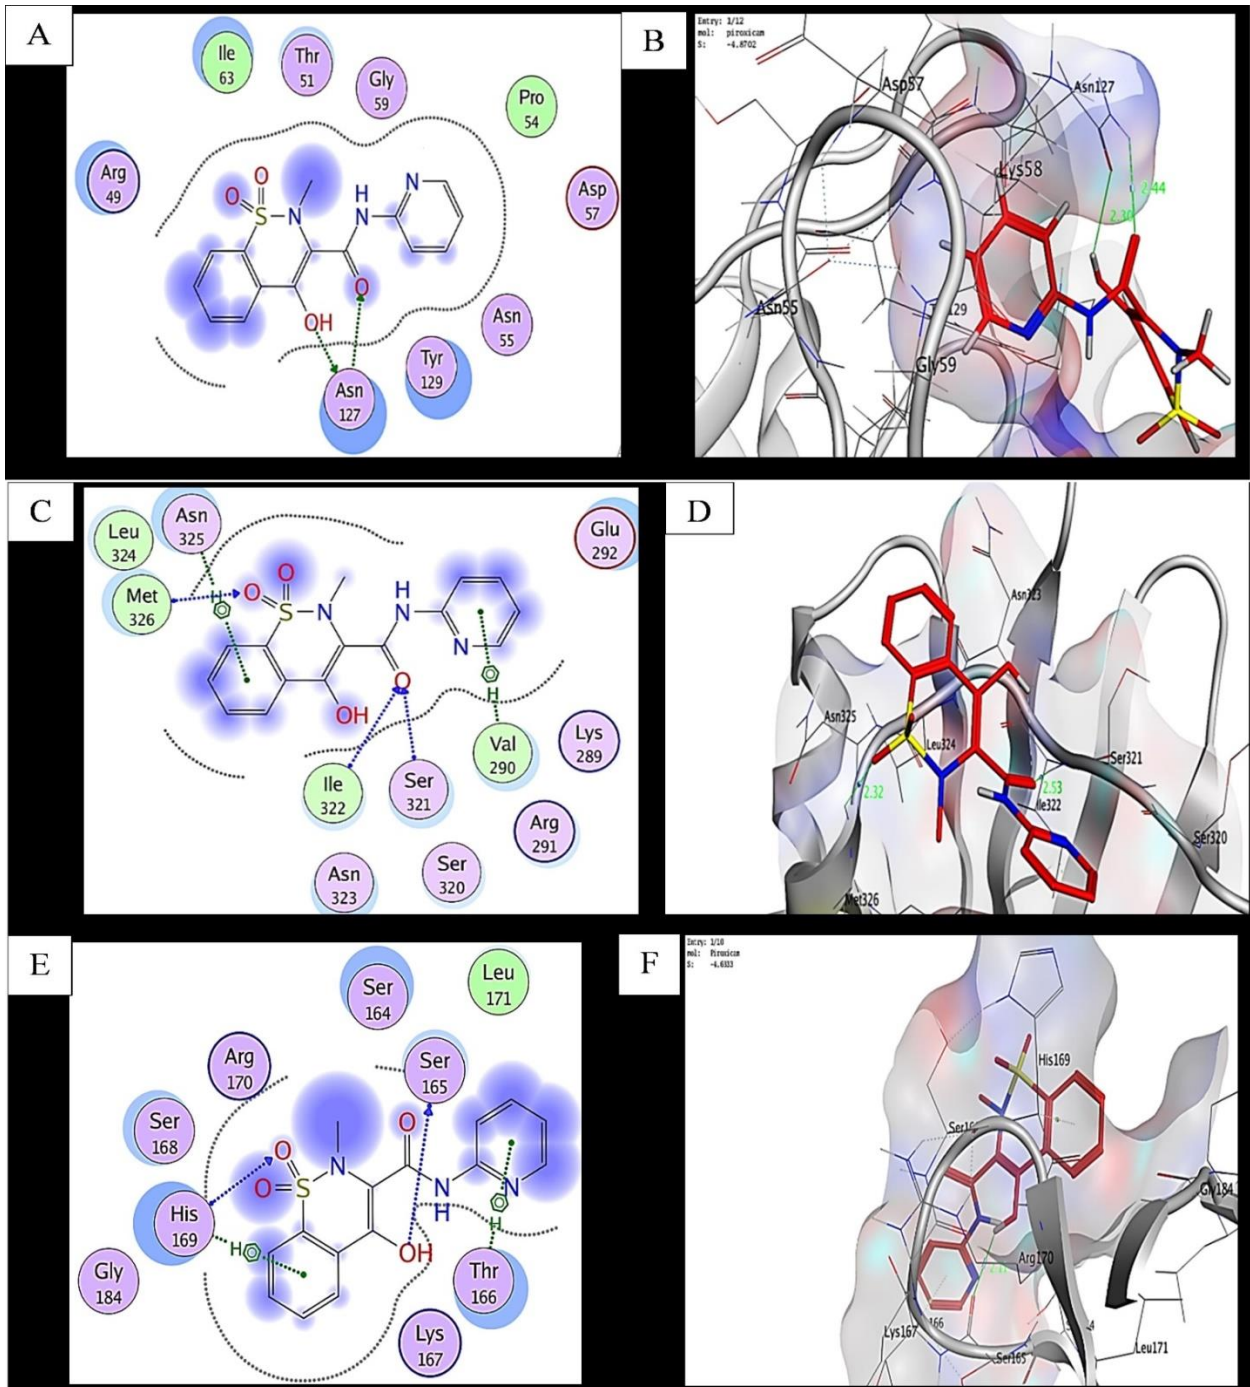 A
Ile
63
Thr
51
Gly
59
Pro
54
Arg
49
Asp
57
O
O
S
N
H
N
N
O
OH
Asn
55
Tyr
129
Asn
127
B
Entry: 1/12
mol: piroxicam
S: -4.8702
Asp57
Asn127
Lys58
2.44
2.30
Asn55
129
Gly59
C
Asn
325
Leu
324
Met
326
Glu
292
H
O
O
S
N
H
N
N
O
OH
H
Val
290
Lys
289
Ile
322
Ser
321
Arg
291
Asn
323
Ser
320
D
Asn323
Asn325
Leu324
Ser321
2.32
2.53
Ile322
Ser320
Met326
E
Ser
164
Leu
171
Arg
170
Ser
165
Ser
168
O
O
O
S
N
N
H
N
H
His
169
H
OH
Gly
184
Thr
166
Lys
167
F
Entry: 1/10
mol: Piroxicam
S: -4.6333
His169
Gly184
Arg170
Lys167
166
Ser165
Leu171